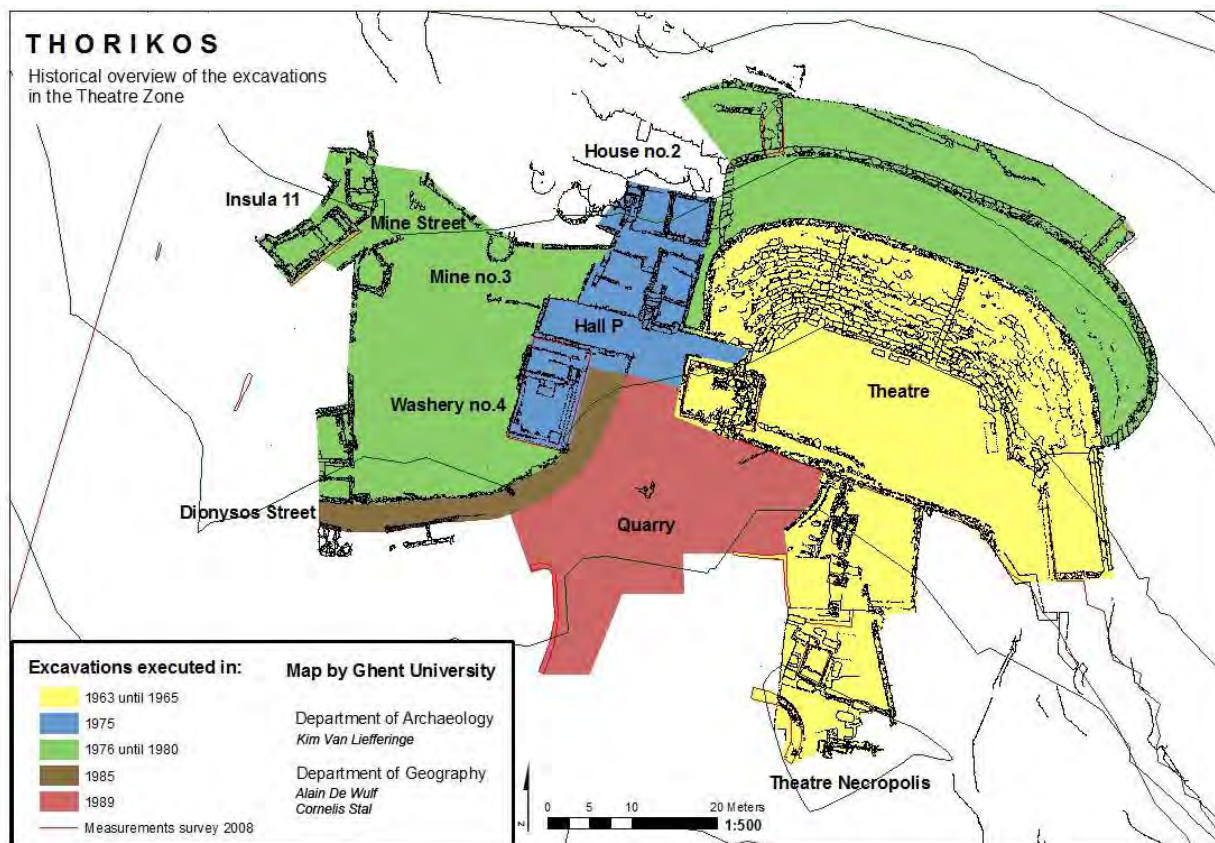 THORIKOS
Historical overview of the excavations
in the Theatre Zone
House no.2
Insula 11
Mine Street
Mine no.3
Hall P
Washery no.4
Theatre
Dionysos Street
Quarry
Theatre Necropolis
Excavations executed in:
1963 until 1965
1975
1976 until 1980
1985
1989
Measurements survey 2008
Map by Ghent University
Department of Archaeology
Kim Van Liefferinge
Department of Geography
Alain De Wulf
Cornelis Stal
z
0 5 10 20 Meters
1:500